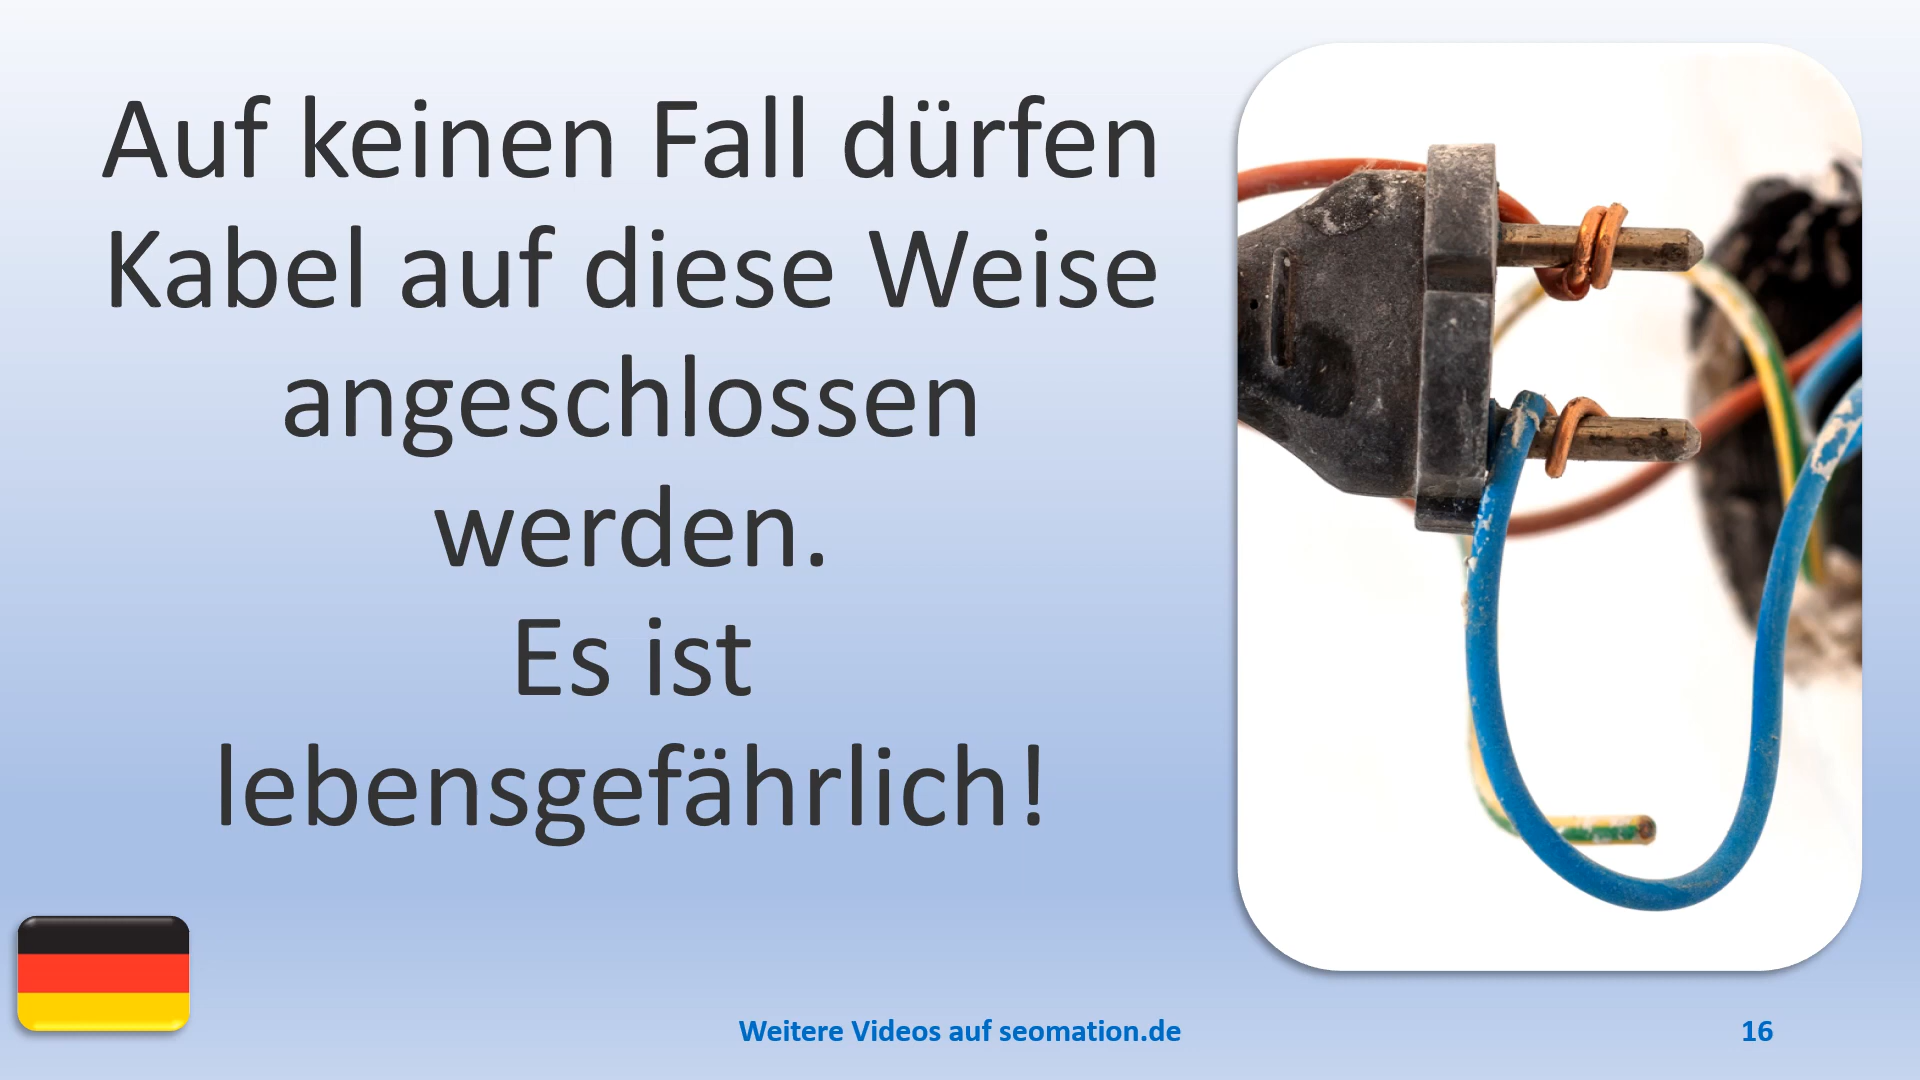 Auf keinen Fall dürfen
Kabel auf diese Weise
angeschlossen
werden.
Es ist
lebensgefährlich!
Weitere Videos auf seomation.de
16